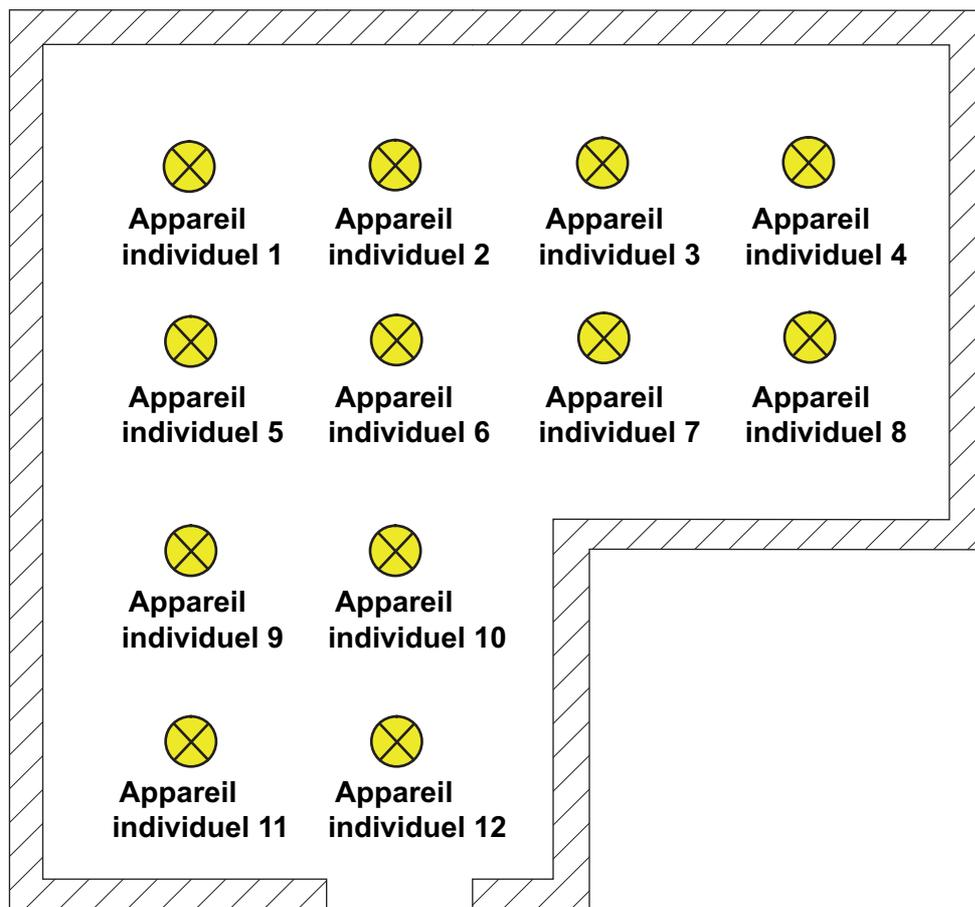 Appareil
individuel 1
Appareil
individuel 2
Appareil
individuel 3
Appareil
individuel 4
Appareil
individuel 5
Appareil
individuel 6
Appareil
individuel 7
Appareil
individuel 8
Appareil
individuel 9
Appareil
individuel 10
Appareil
individuel 11
Appareil
individuel 12